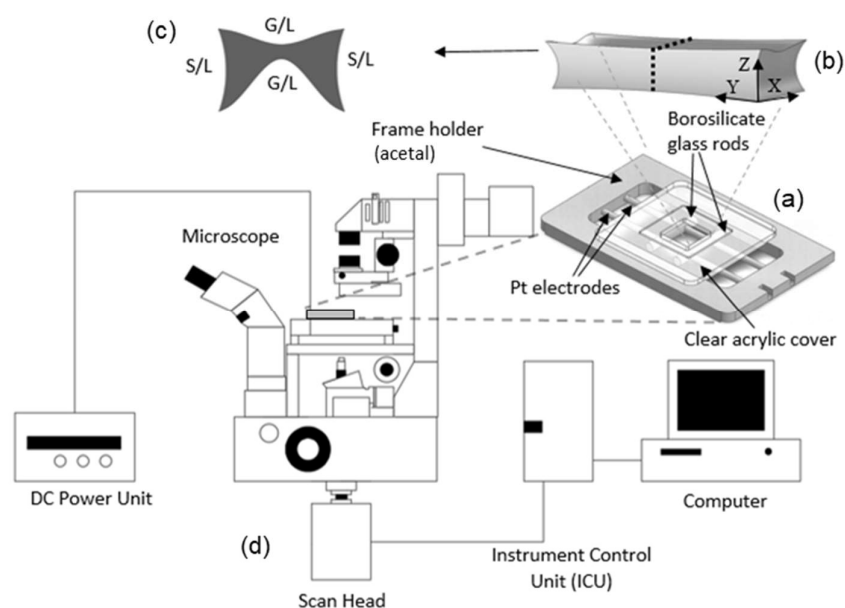 (c)
G/L
S/L
S/L
G/L
(b)
Z
Y
X
Borosilicate
glass rods
Frame holder
(acetal)
(a)
Microscope
Pt electrodes
Clear acrylic cover
DC Power Unit
Computer
(d)
Instrument Control
Unit (ICU)
Scan Head